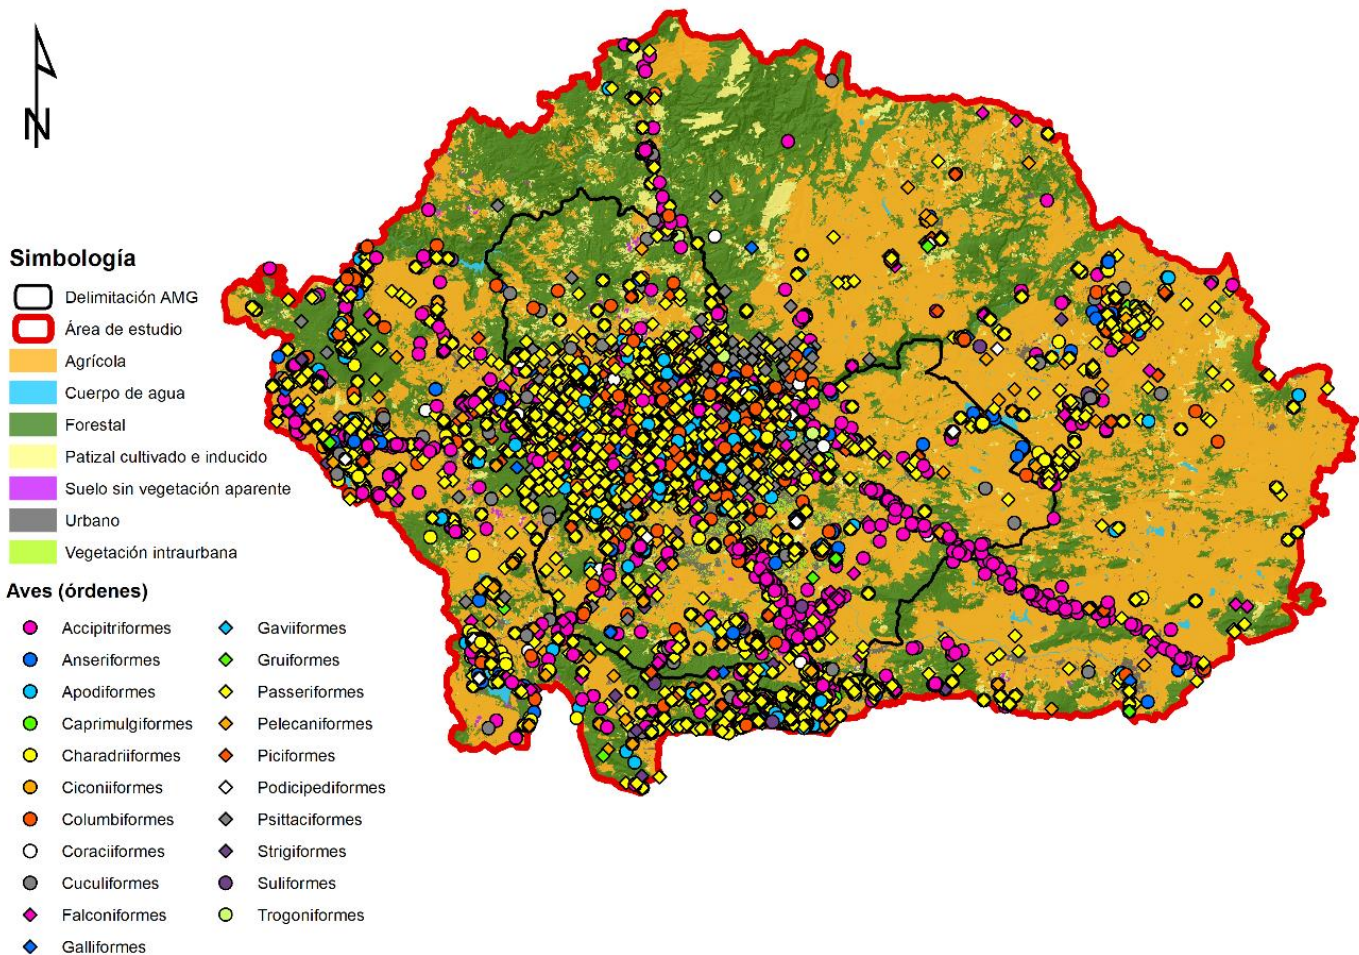 N
Simbología
Delimitación AMG
Área de estudio
Agrícola
Cuerpo de agua
Forestal
Patizal cultivado e inducido
Suelo sin vegetación aparente
Urbano
Vegetación intraurbana
Aves (órdenes)
Accipitriformes
Anseriformes
Apodiformes
Caprimulgiformes
Charadriiformes
Ciconiiformes
Columbiformes
Coraciiformes
Cuculiformes
Falconiformes
Galliformes
Gaviiformes
Gruiformes
Passeriformes
Pelecaniformes
Piciformes
Podicipediformes
Psittaciformes
Strigiformes
Suliformes
Trogoniformes